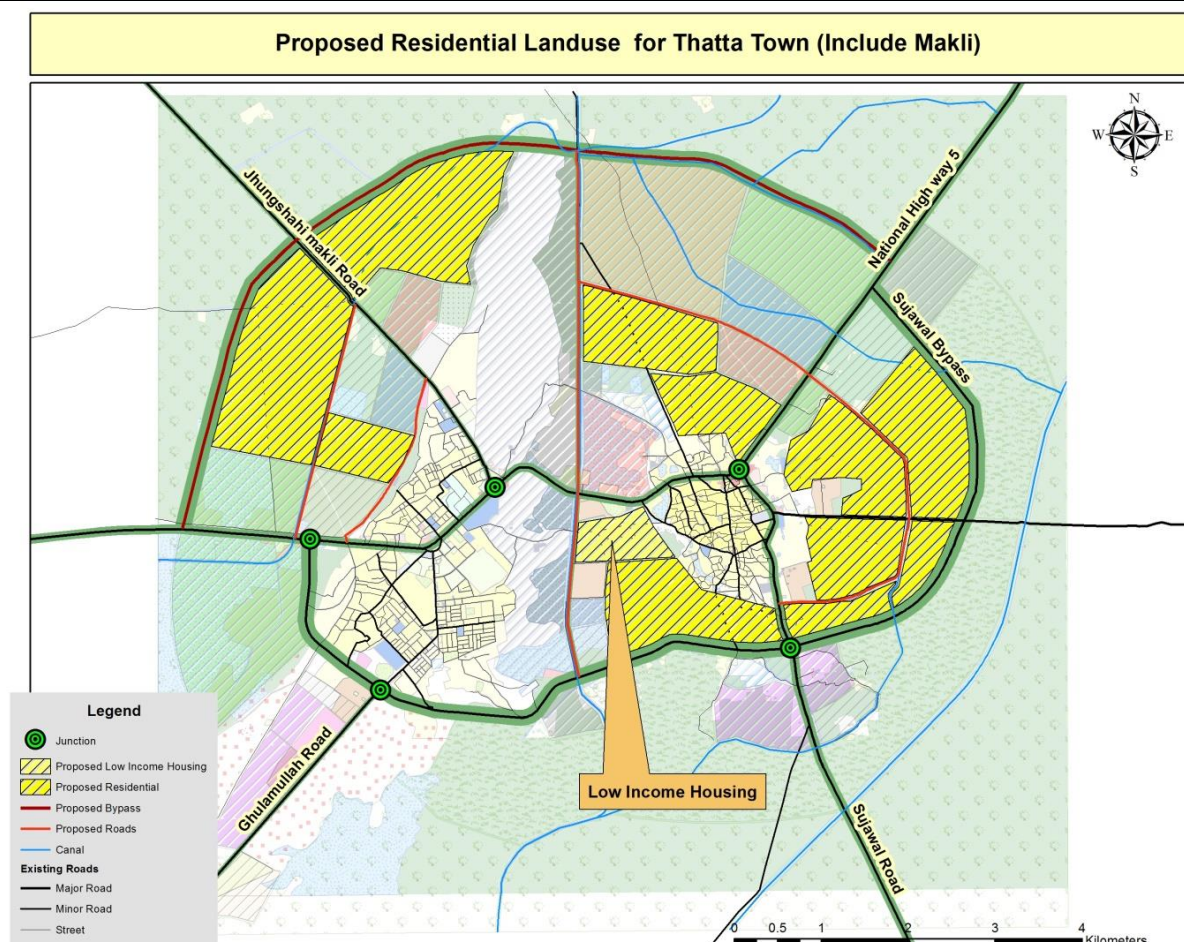 Proposed Residential Landuse for Thatta Town (Include Makli)
N
W E
S
Jhungshahi makli Road
National High way 5
Sujawal Bypass
Legend
Junction
Proposed Low Income Housing
Proposed Residential
Proposed Bypass
Proposed Roads
Canal
Existing Roads
Major Road
Minor Road
Street
Ghulamullah Road
Low Income Housing
Sujawal Road
0 0.5 1 2 3 4
Kilometers